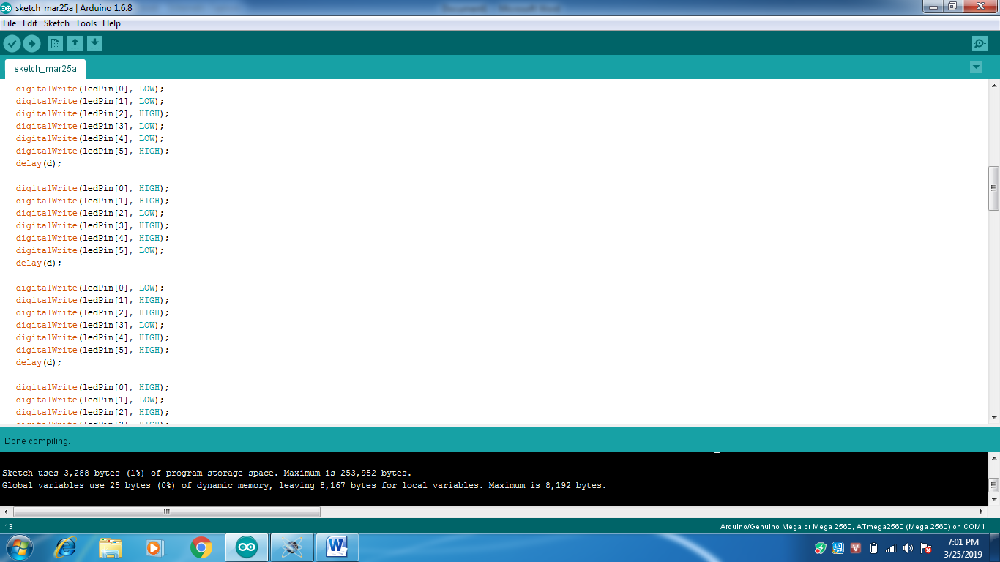 sketch_mar25a | Arduino 1.6.8
File Edit Sketch Tools Help
sketch_mar25a
digitalWrite(ledPin[0], LOW);
digitalWrite(ledPin[1], LOW);
digitalWrite(ledPin[2], HIGH);
digitalWrite(ledPin[3], LOW);
digitalWrite(ledPin[4], LOW);
digitalWrite(ledPin[5], HIGH);
delay(d);
digitalWrite(ledPin[0], HIGH);
digitalWrite(ledPin[1], HIGH);
digitalWrite(ledPin[2], LOW);
digitalWrite(ledPin[3], HIGH);
digitalWrite(ledPin[4], HIGH);
digitalWrite(ledPin[5], LOW);
delay(d);
digitalWrite(ledPin[0], LOW);
digitalWrite(ledPin[1], HIGH);
digitalWrite(ledPin[2], HIGH);
digitalWrite(ledPin[3], LOW);
digitalWrite(ledPin[4], HIGH);
digitalWrite(ledPin[5], HIGH);
delay(d);
digitalWrite(ledPin[0], HIGH);
digitalWrite(ledPin[1], LOW);
digitalWrite(ledPin[2], HIGH);
Done compiling.
Sketch uses 3,288 bytes (1%) of program storage space. Maximum is 253,952 bytes.
Global variables use 25 bytes (0%) of dynamic memory, leaving 8,167 bytes for local variables. Maximum is 8,192 bytes.
13
Arduino/Genuino Mega or Mega 2560, ATmega2560 (Mega 2560) on COM1
7:01 PM
3/25/2019